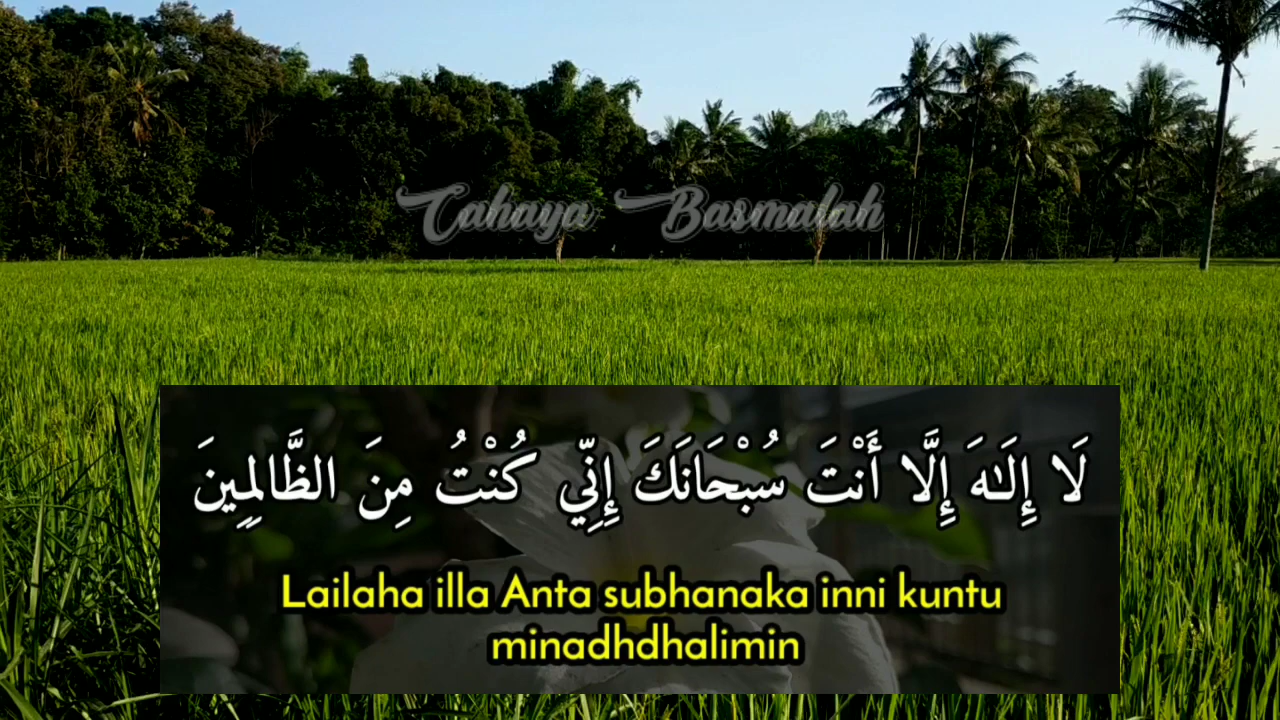 Cahaya Basmalah
لَا إِلَـٰهَ إِلَّا أَنْتَ سُبْحَانَكَ إِنِّي كُنْتُ مِنَ الظَّالِمِينَ
Lailaha illa Anta subhanaka inni kuntu
minadhdhalimin